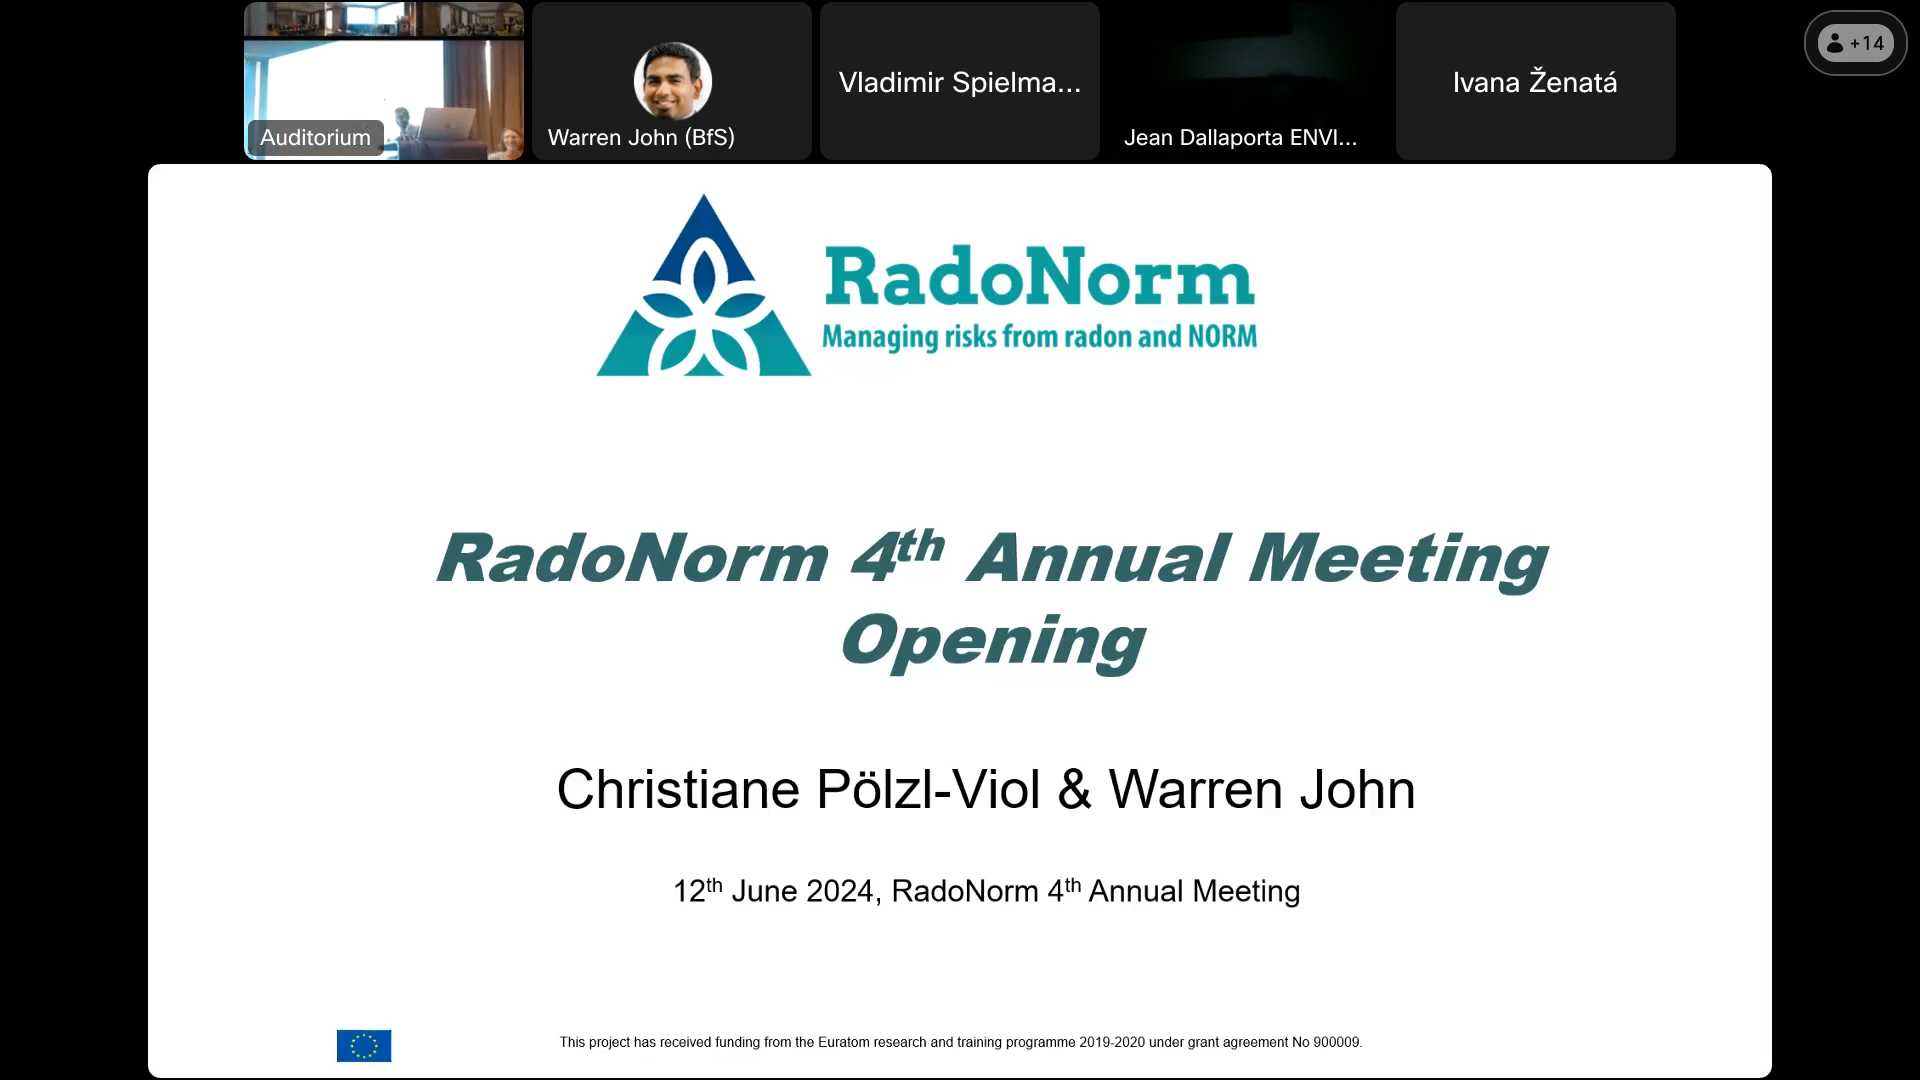 Auditorium
Warren John (BfS)
Vladimir Spielma...
Jean Dallaporta ENVI...
Ivana Ženatá
+14
RadoNorm
Managing risks from radon and NORM
RadoNorm 4th Annual Meeting
Opening
Christiane Pölzl-Viol & Warren John
12th June 2024, RadoNorm 4th Annual Meeting
This project has received funding from the Euratom research and training programme 2019-2020 under grant agreement No 900009.